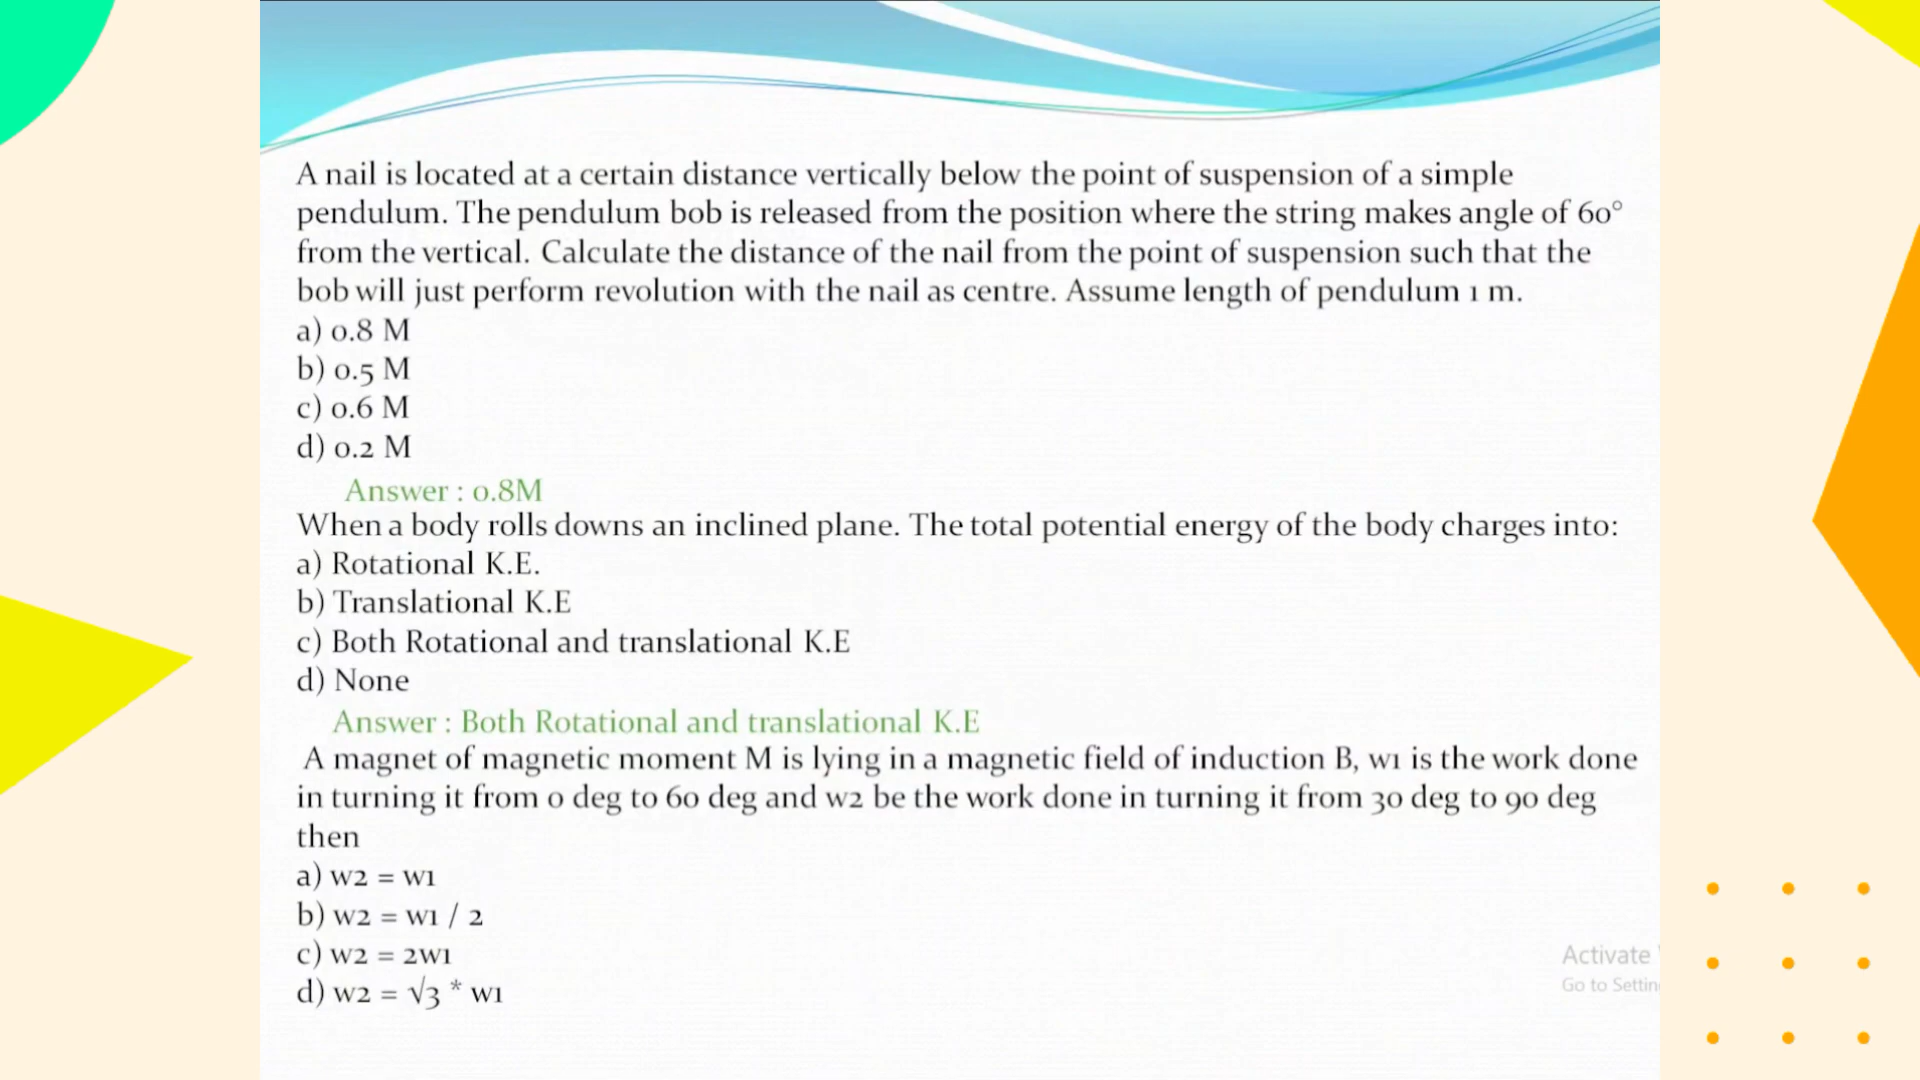 A nail is located at a certain distance vertically below the point of suspension of a simple
pendulum. The pendulum bob is released from the position where the string makes angle of 60°
from the vertical. Calculate the distance of the nail from the point of suspension such that the
bob will just perform revolution with the nail as centre. Assume length of pendulum 1 m.
a) 0.8 M
b) 0.5 M
c) 0.6 M
d) 0.2 M
Answer : 0.8M
When a body rolls downs an inclined plane. The total potential energy of the body charges into:
a) Rotational K.E.
b) Translational K.E
c) Both Rotational and translational K.E
d) None
Answer : Both Rotational and translational K.E
A magnet of magnetic moment M is lying in a magnetic field of induction B, w1 is the work done
in turning it from 0 deg to 60 deg and w2 be the work done in turning it from 30 deg to 90 deg
then
a) w2 = w1
b) w2 = w1 / 2
c) w2 = 2w1
d) w2 = √3 * w1
Activate
Go to Settin